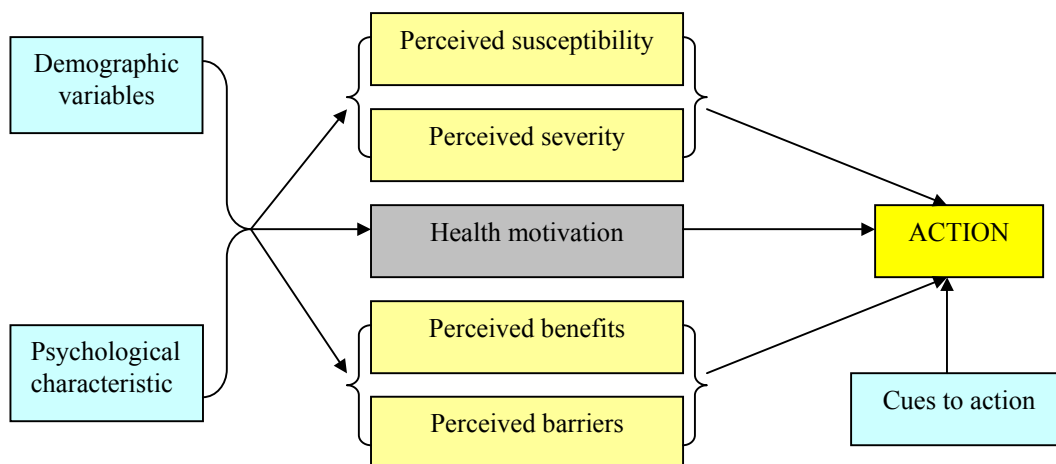 Demographic
variables
Psychological
characteristic
Perceived susceptibility
Perceived severity
Health motivation
Perceived benefits
Perceived barriers
ACTION
Cues to action